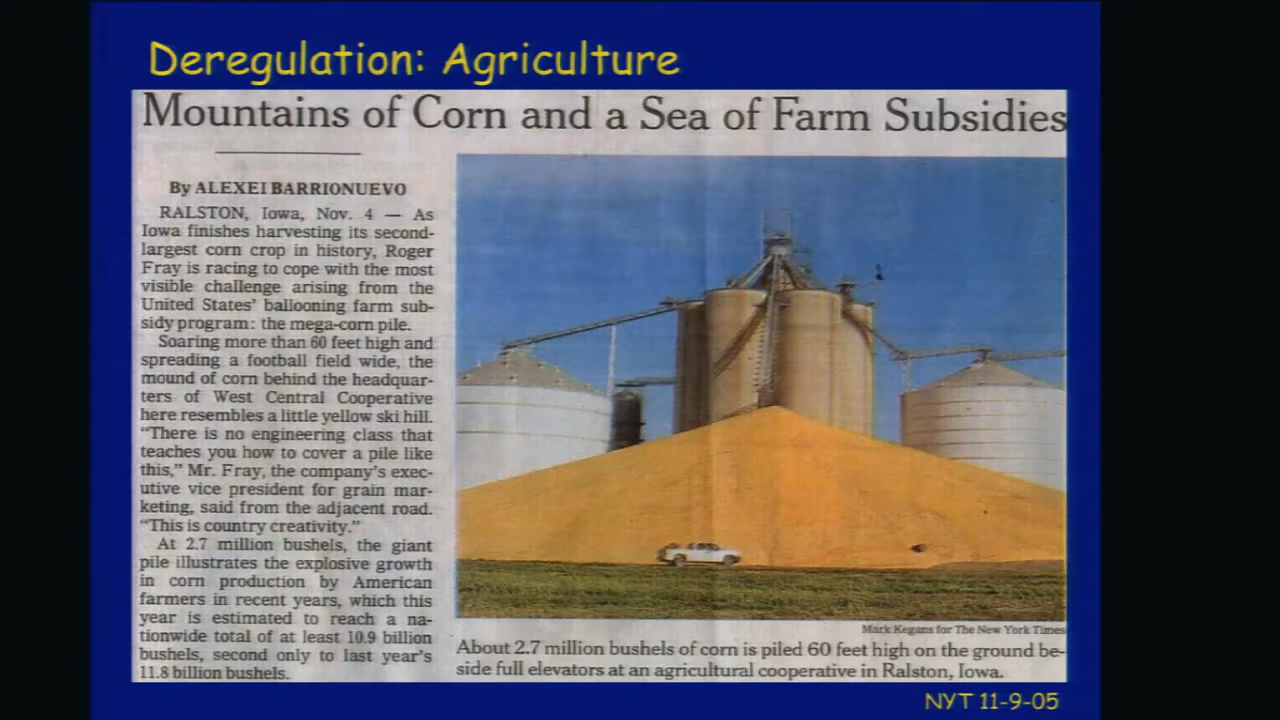 Deregulation: Agriculture
Mountains of Corn and a Sea of Farm Subsidies
By ALEXEI BARRIONUEVO
RALSTON, Iowa, Nov. 4 — As
Iowa finishes harvesting its second-
largest corn crop in history, Roger
Fray is racing to cope with the most
visible challenge arising from the
United States' ballooning farm sub-
sidy program: the mega-corn pile.
Soaring more than 60 feet high and
spreading a football field wide, the
mound of corn behind the headquar-
ters of West Central Cooperative
here resembles a little yellow ski hill.
"There is no engineering class that
teaches you how to cover a pile like
this," Mr. Fray, the company's exec-
utive vice president for grain mar-
keting, said from the adjacent road.
"This is country creativity."
At 2.7 million bushels, the giant
pile illustrates the explosive growth
in corn production by American
farmers in recent years, which this
year is estimated to reach a na-
tionwide total of at least 10.9 billion
bushels, second only to last year's
11.8 billion bushels.
Mark Kegans for The New York Times
About 2.7 million bushels of corn is piled 60 feet high on the ground be-
side full elevators at an agricultural cooperative in Ralston, Iowa.
NYT 11-9-05